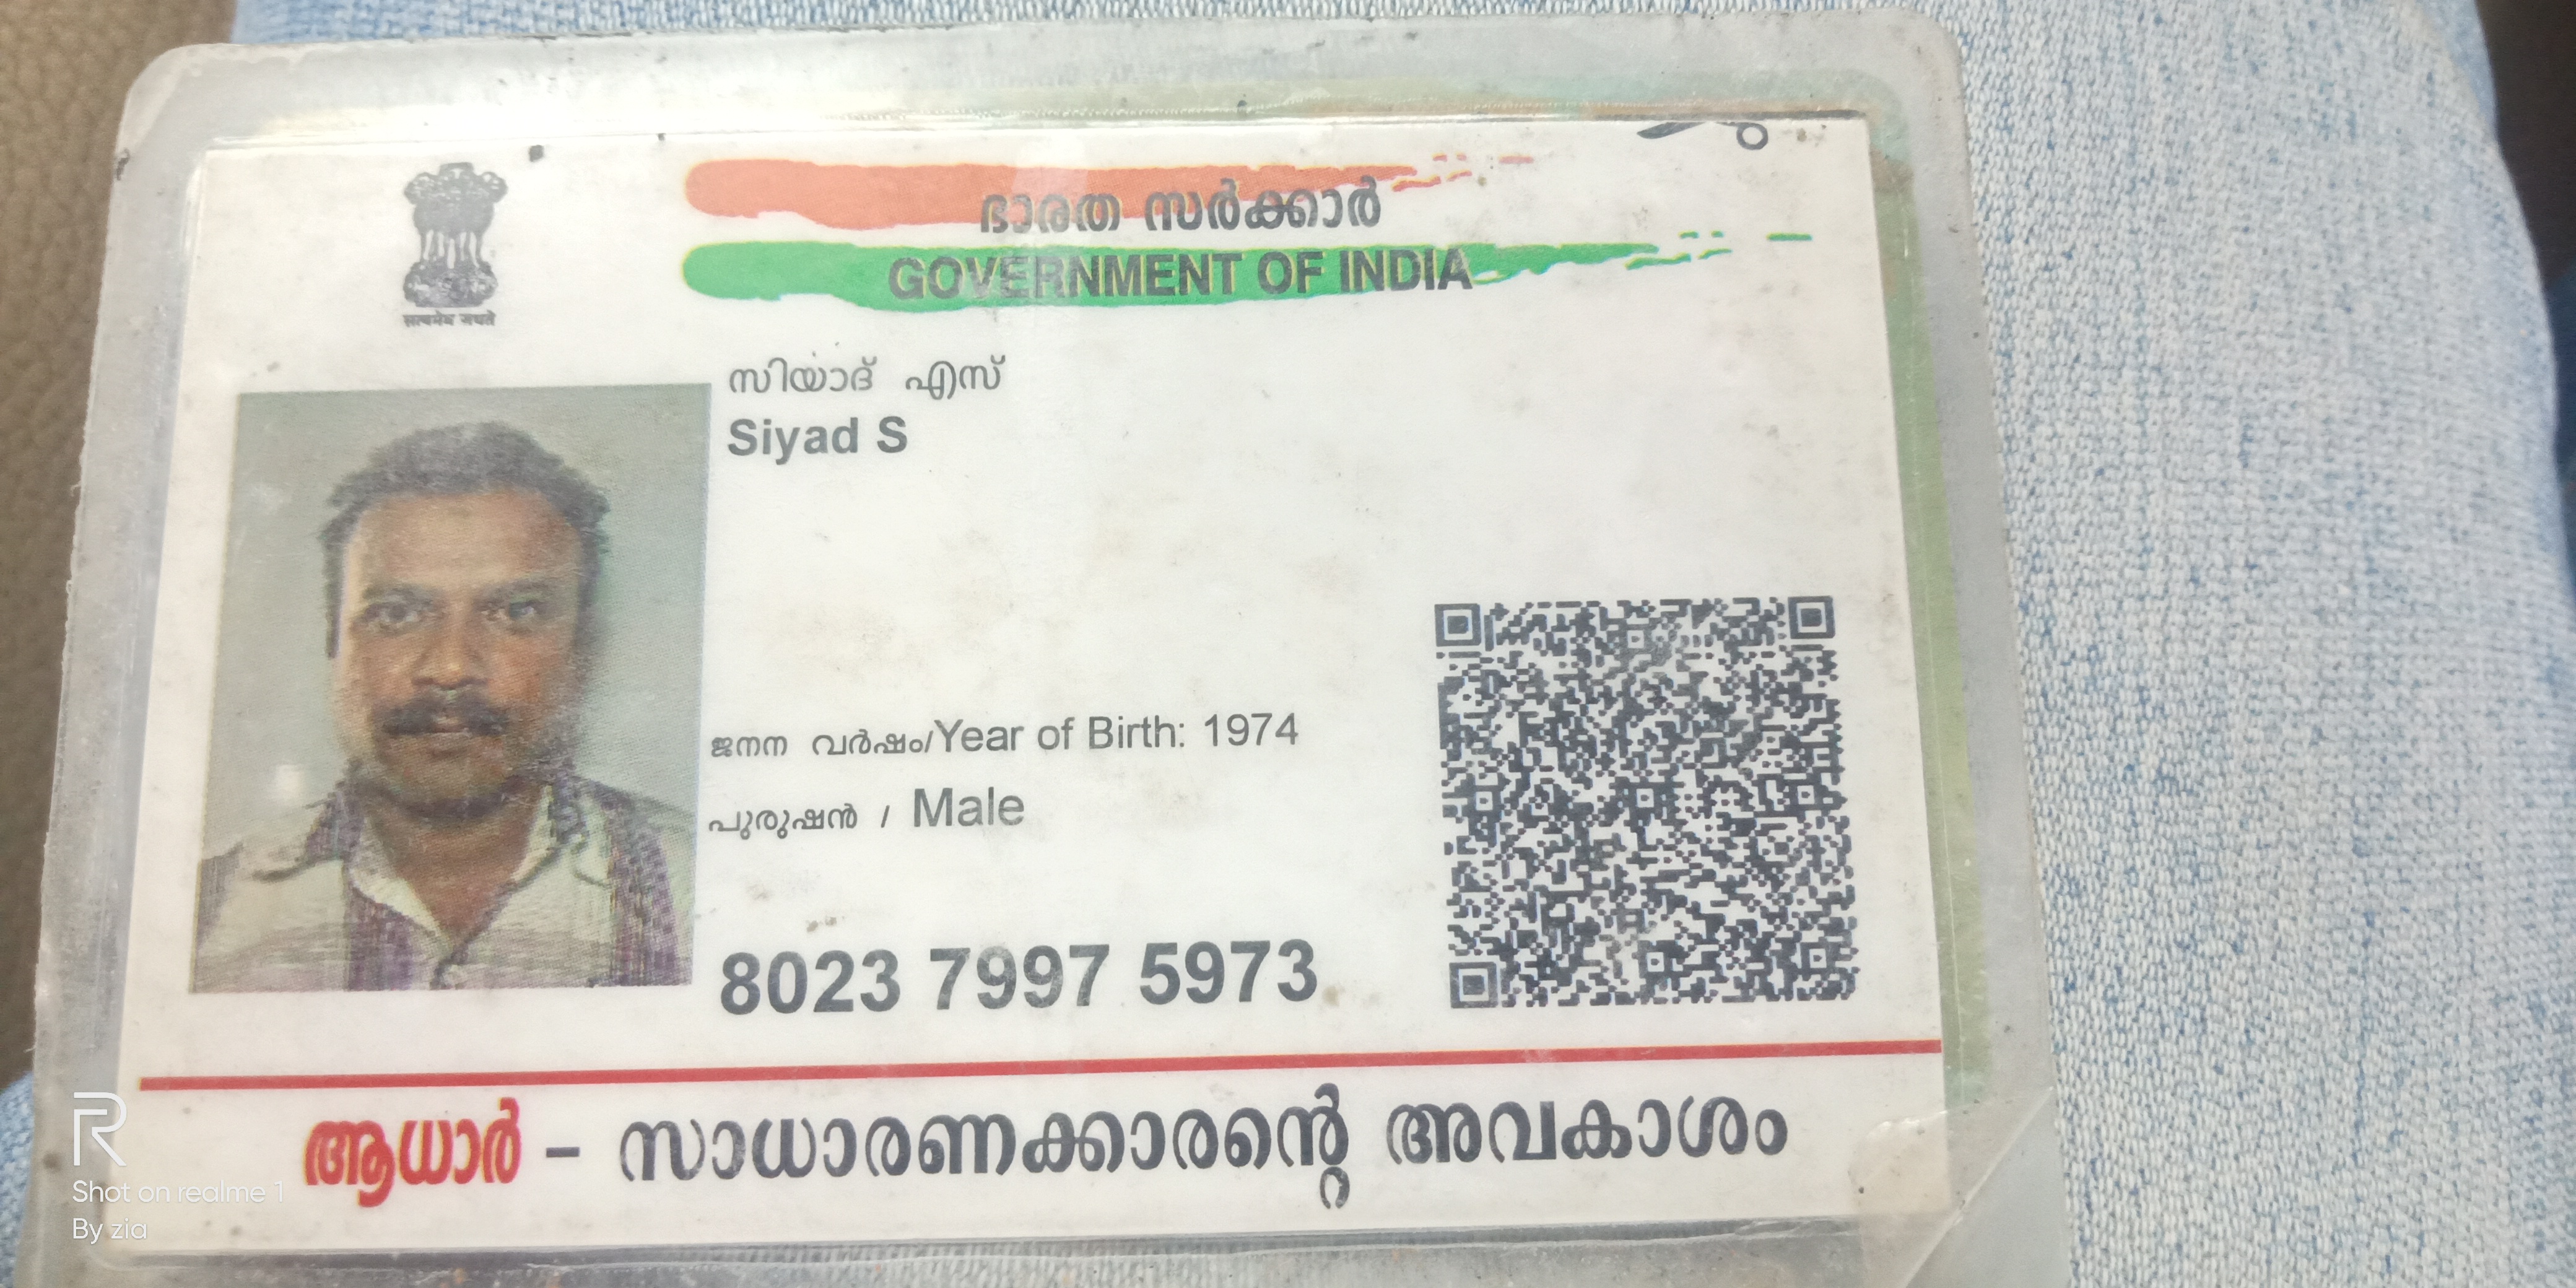 ഭാരത സർക്കാർ
GOVERNMENT OF INDIA
सत्यमेव जयते
സിയാദ് എസ്
Siyad S
ജനന വർഷം/Year of Birth: 1974
പുരുഷൻ / Male
8023 7997 5973
ആധാർ – സാധാരണക്കാരന്റെ അവകാശം
Shot on realme 1
By zia